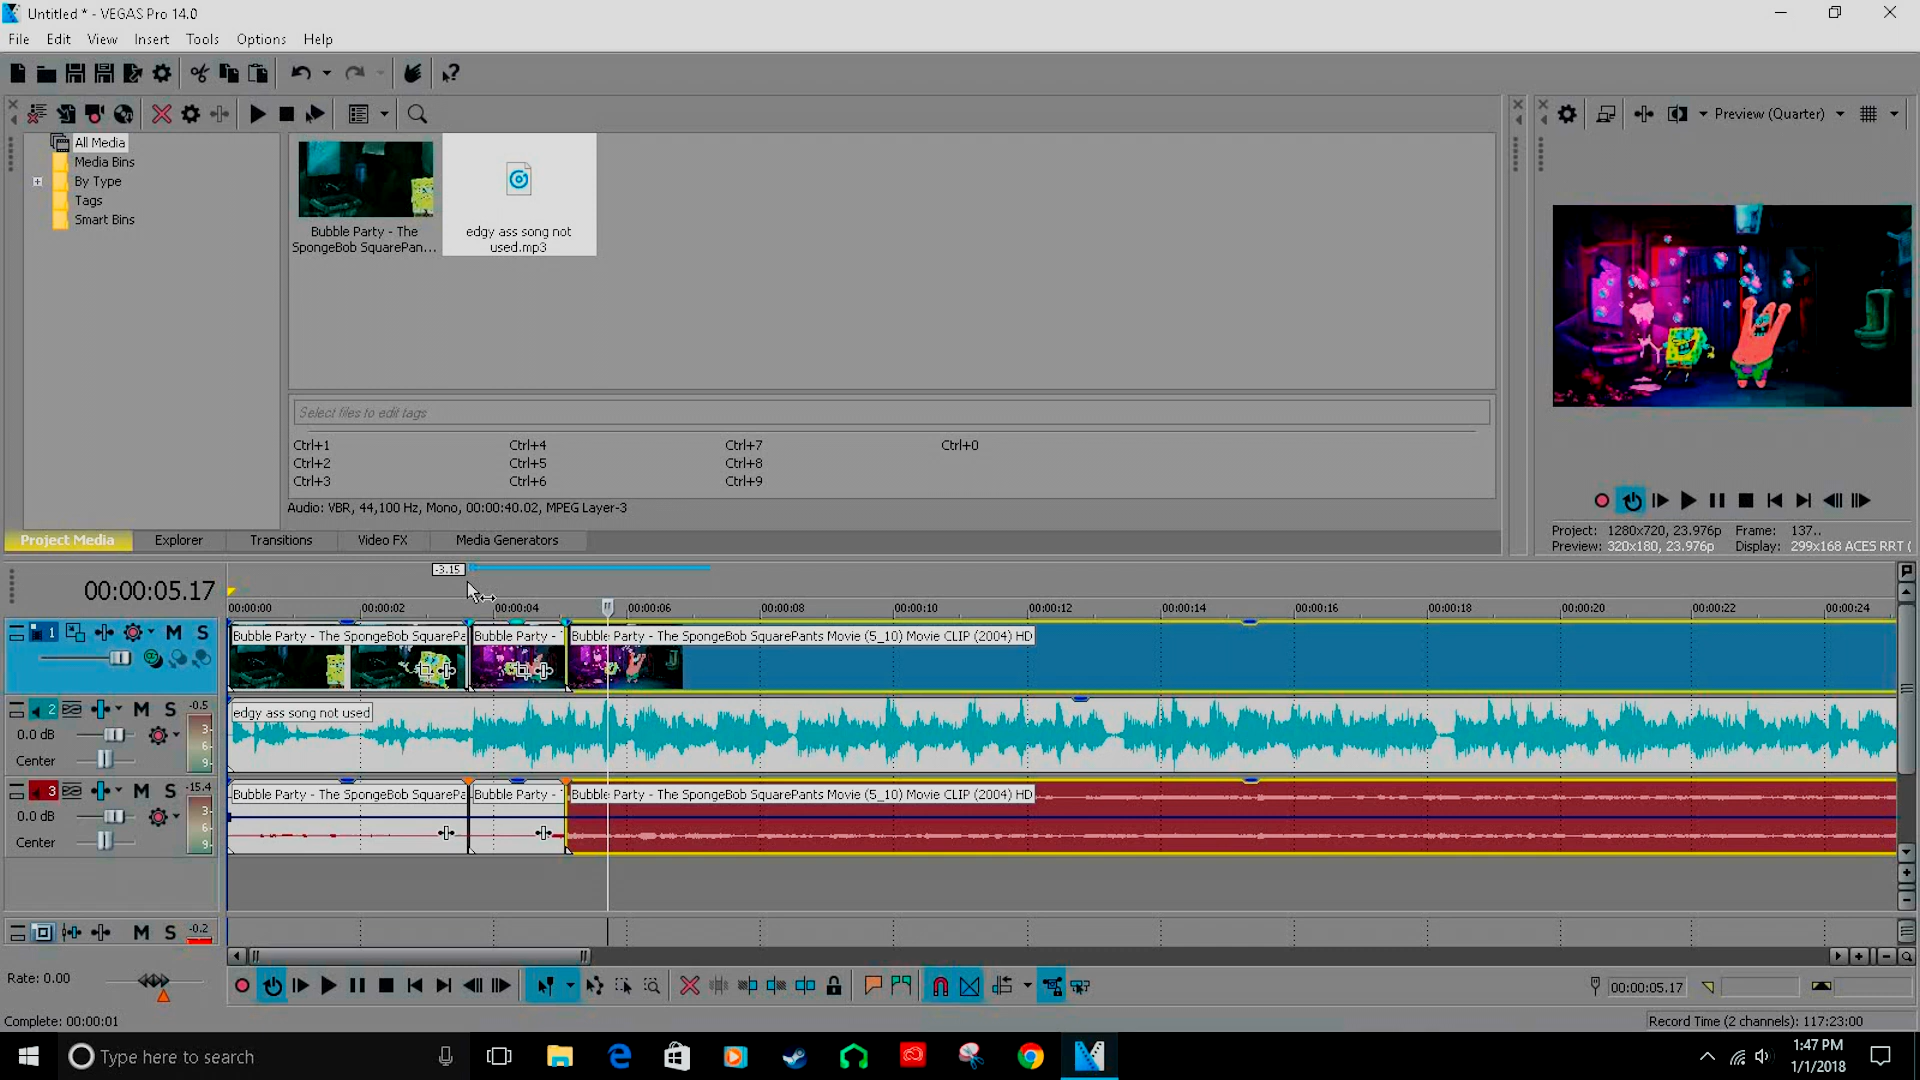 Untitled * - VEGAS Pro 14.0
File Edit View Insert Tools Options Help
Preview (Quarter)
All Media
Media Bins
By Type
Tags
Smart Bins
Bubble Party - The
SpongeBob SquarePan...
edgy ass song not
used.mp3
Select files to edit tags
Ctrl+1 Ctrl+4 Ctrl+7 Ctrl+0
Ctrl+2 Ctrl+5 Ctrl+8
Ctrl+3 Ctrl+6 Ctrl+9
Audio: VBR, 44,100 Hz, Mono, 00:00:40.02, MPEG Layer-3
Project Media Explorer Transitions Video FX Media Generators
Project: 1280x720, 23.976p Frame: 137..
Preview: 320x180, 23.976p Display: 299x168 ACES RRT (
-3.15
00:00:05.17
00:00:00 00:00:02 00:00:04 00:00:06 00:00:08 00:00:10 00:00:12 00:00:14 00:00:16 00:00:18 00:00:20 00:00:22 00:00:24
1 M S
Bubble Party - The SpongeBob SquarePa Bubble Party - Bubble Party - The SpongeBob SquarePants Movie (5_10) Movie CLIP (2004) HD
2 M S -0.5
edgy ass song not used
0.0 dB 3
6
Center 9
3 M S -15.4
Bubble Party - The SpongeBob SquarePa Bubble Party - Bubble Party - The SpongeBob SquarePants Movie (5_10) Movie CLIP (2004) HD
0.0 dB 3
6
Center 9
M S -0.2
Rate: 0.00
00:00:05.17
Complete: 00:00:01
Record Time (2 channels): 117:23:00
Type here to search
1:47 PM
1/1/2018